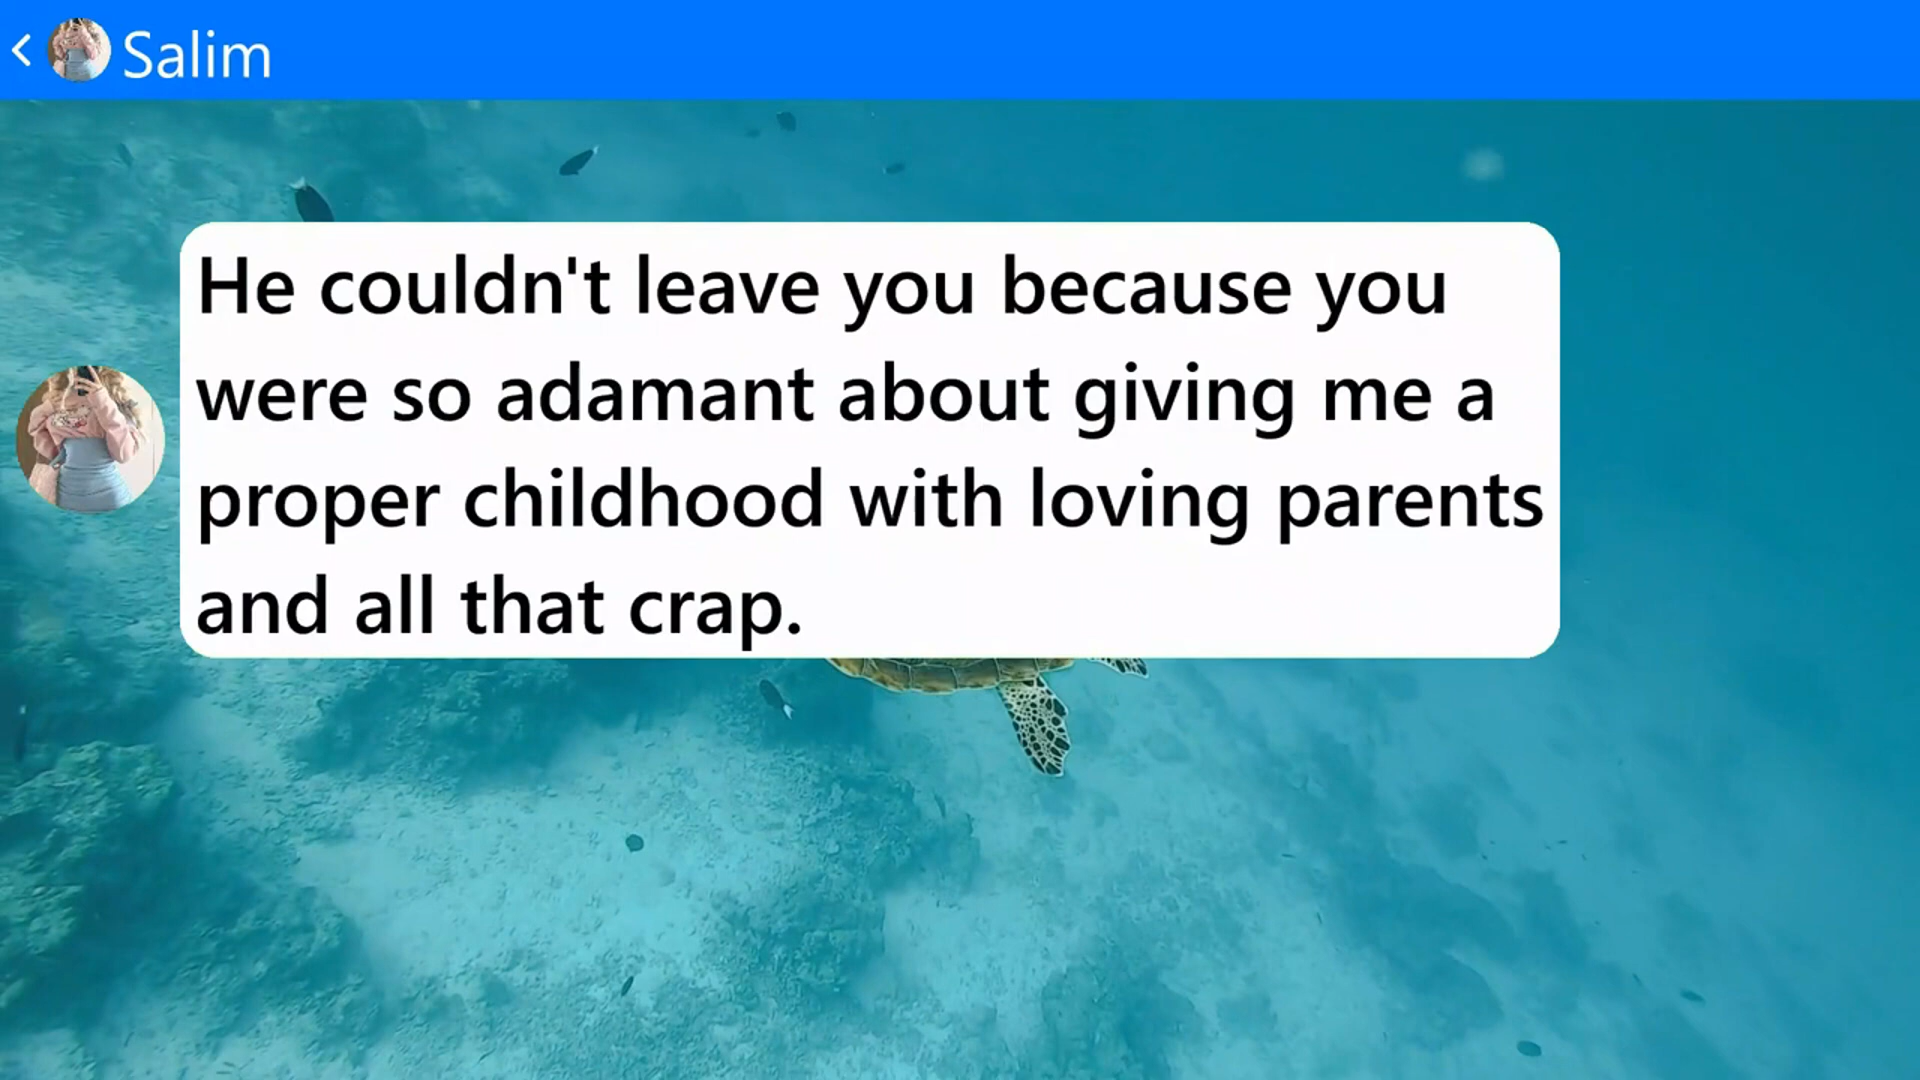 Salim
He couldn't leave you because you
were so adamant about giving me a
proper childhood with loving parents
and all that crap.